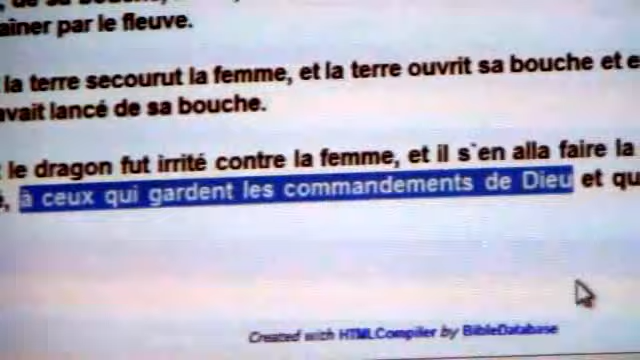 aîner par le fleuve.
la terre secourut la femme, et la terre ouvrit sa bouche et e
avait lancé de sa bouche.
le dragon fut irrité contre la femme, et il s'en alla faire la
à ceux qui gardent les commandements de Dieu et qu
Created with HTMLCompiler by BibleDatabase